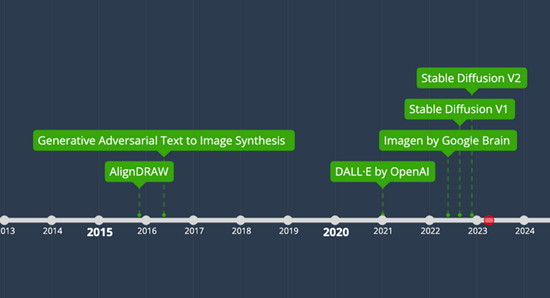 Stable Diffusion V2
Stable Diffusion V1
Generative Adversarial Text to Image Synthesis
Imagen by Google Brain
AlignDRAW
DALL·E by OpenAI
013 2014 2015 2016 2017 2018 2019 2020 2021 2022 2023 2024